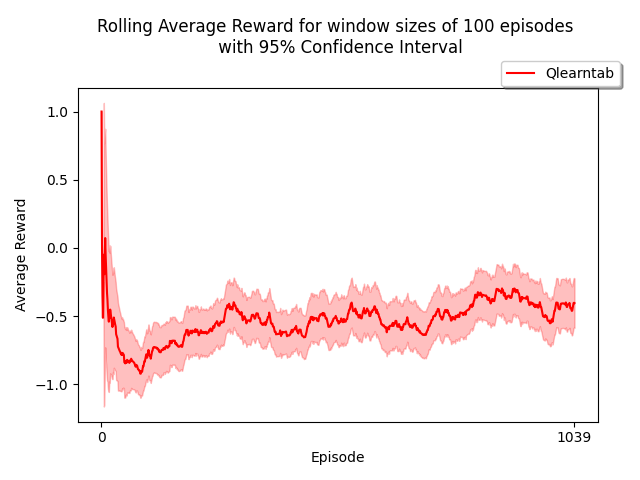 Rolling Average Reward for window sizes of 100 episodes
with 95% Confidence Interval
Qlearntab
1.0
0.5
0.0
−0.5
−1.0
Average Reward
0
1039
Episode